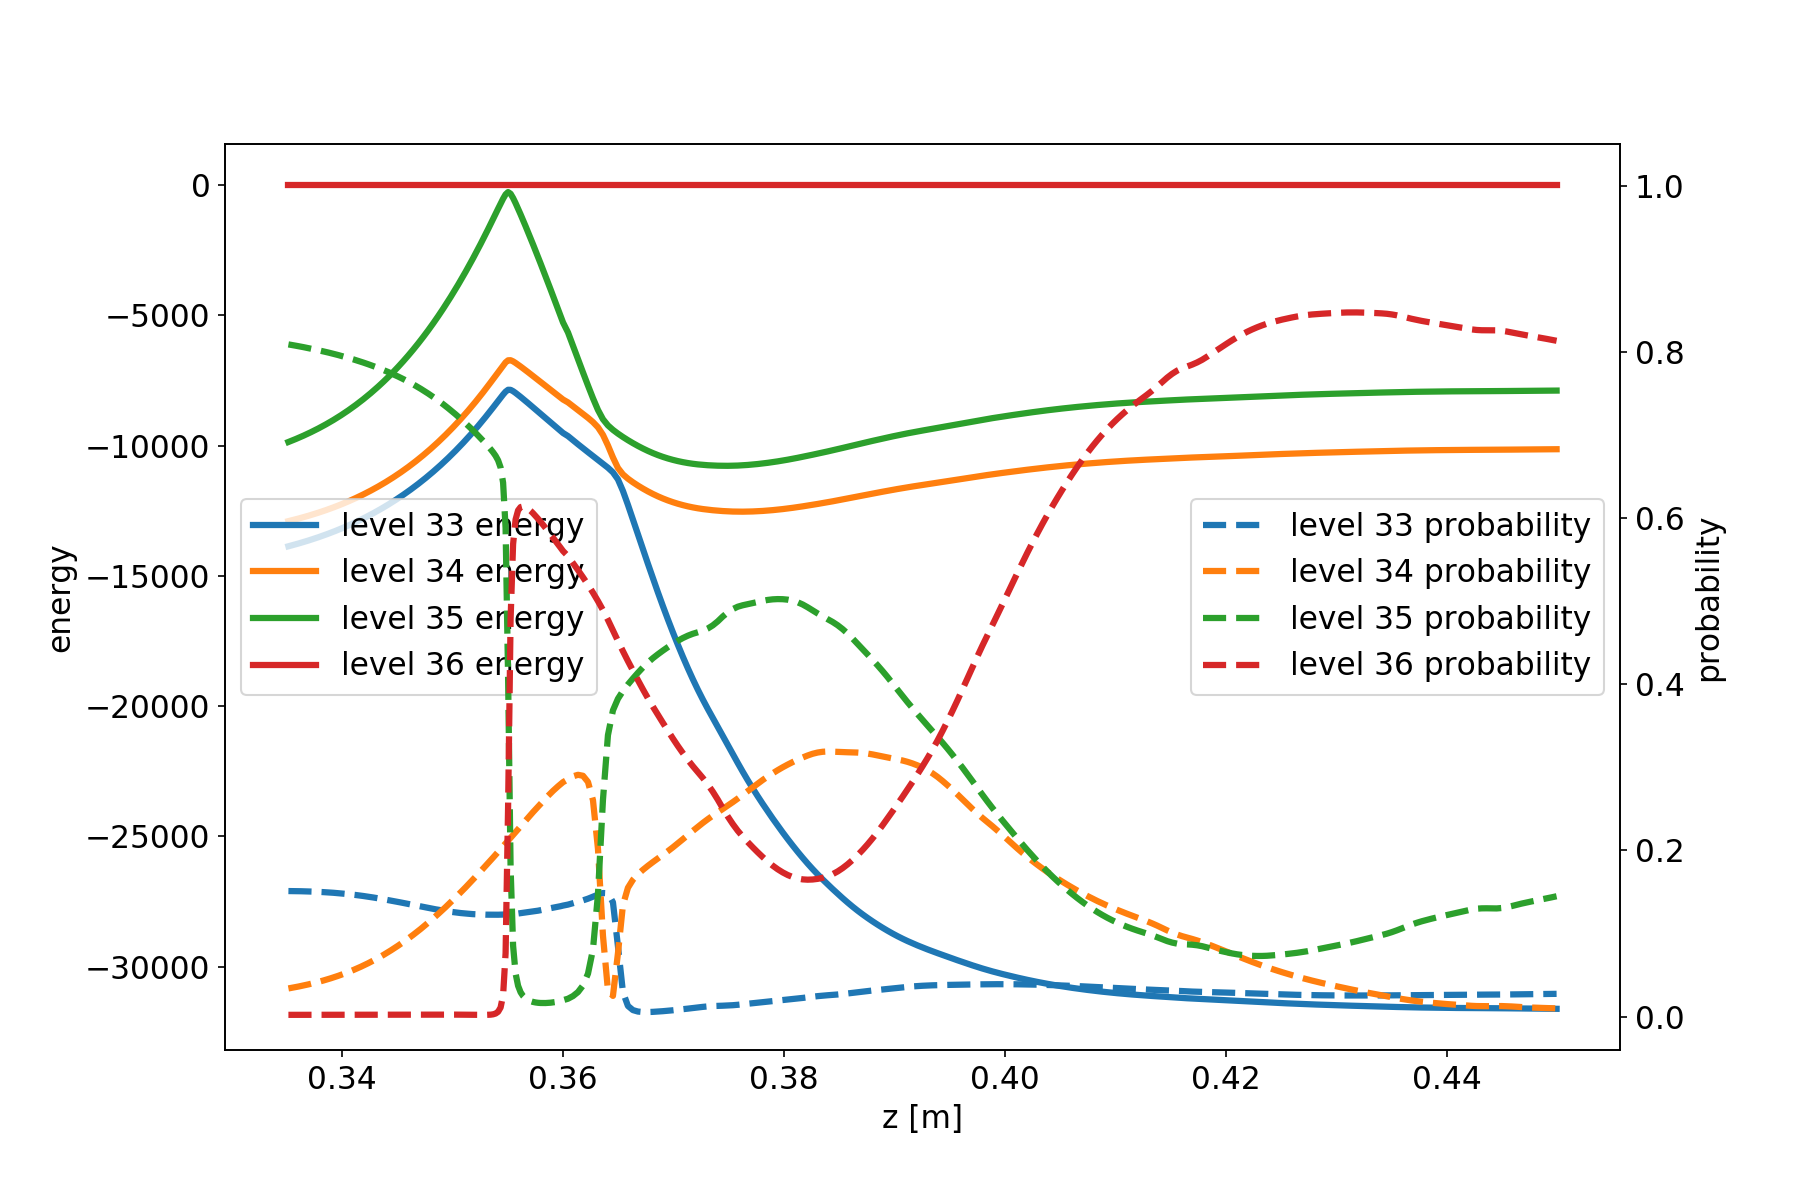 0
−5000
−10000
−15000
−20000
−25000
−30000
energy
level 33 energy
level 34 energy
level 35 energy
level 36 energy
level 33 probability
level 34 probability
level 35 probability
level 36 probability
1.0
0.8
0.6
0.4
0.2
0.0
probability
0.34 0.36 0.38 0.40 0.42 0.44
z [m]